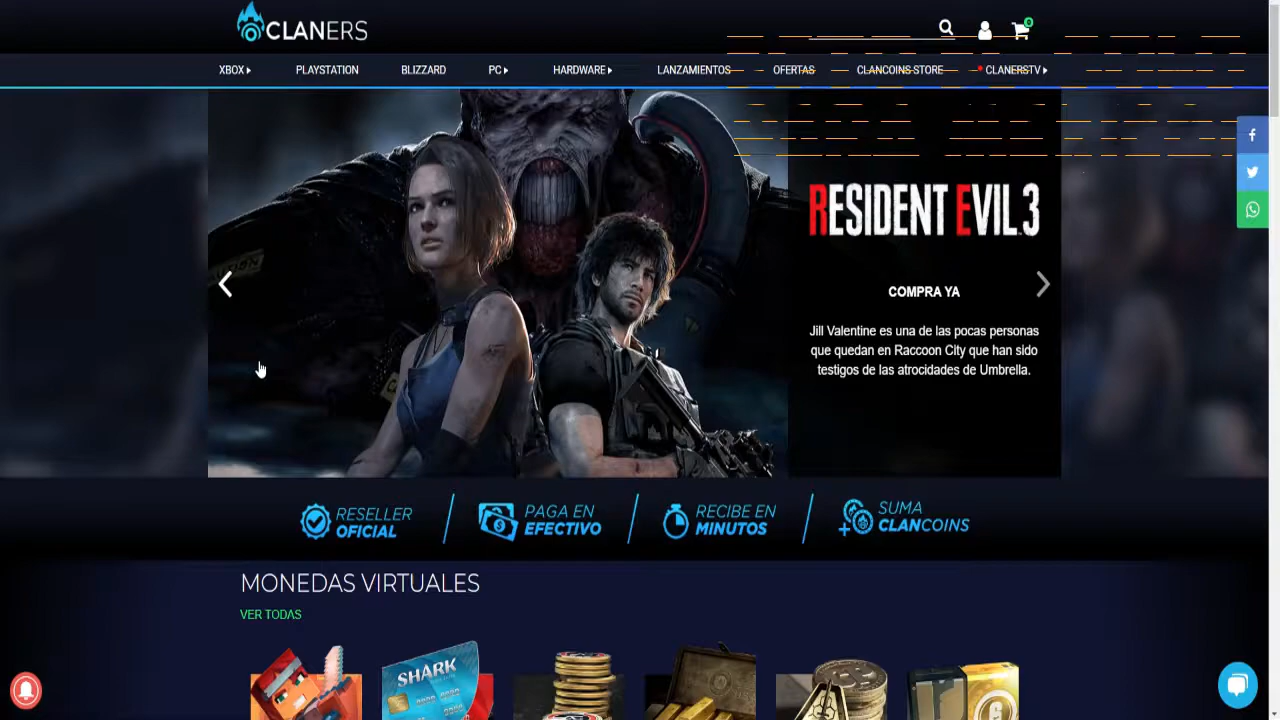 CLANERS
0
XBOX PLAYSTATION BLIZZARD PC HARDWARE LANZAMIENTOS OFERTAS CLANCOINS STORE CLANERSTV
RESIDENT EVIL 3
COMPRA YA
Jill Valentine es una de las pocas personas
que quedan en Raccoon City que han sido
testigos de las atrocidades de Umbrella.
RESELLER
OFICIAL
PAGA EN
EFECTIVO
RECIBE EN
MINUTOS
SUMA
CLANCOINS
MONEDAS VIRTUALES
VER TODAS
SHARK